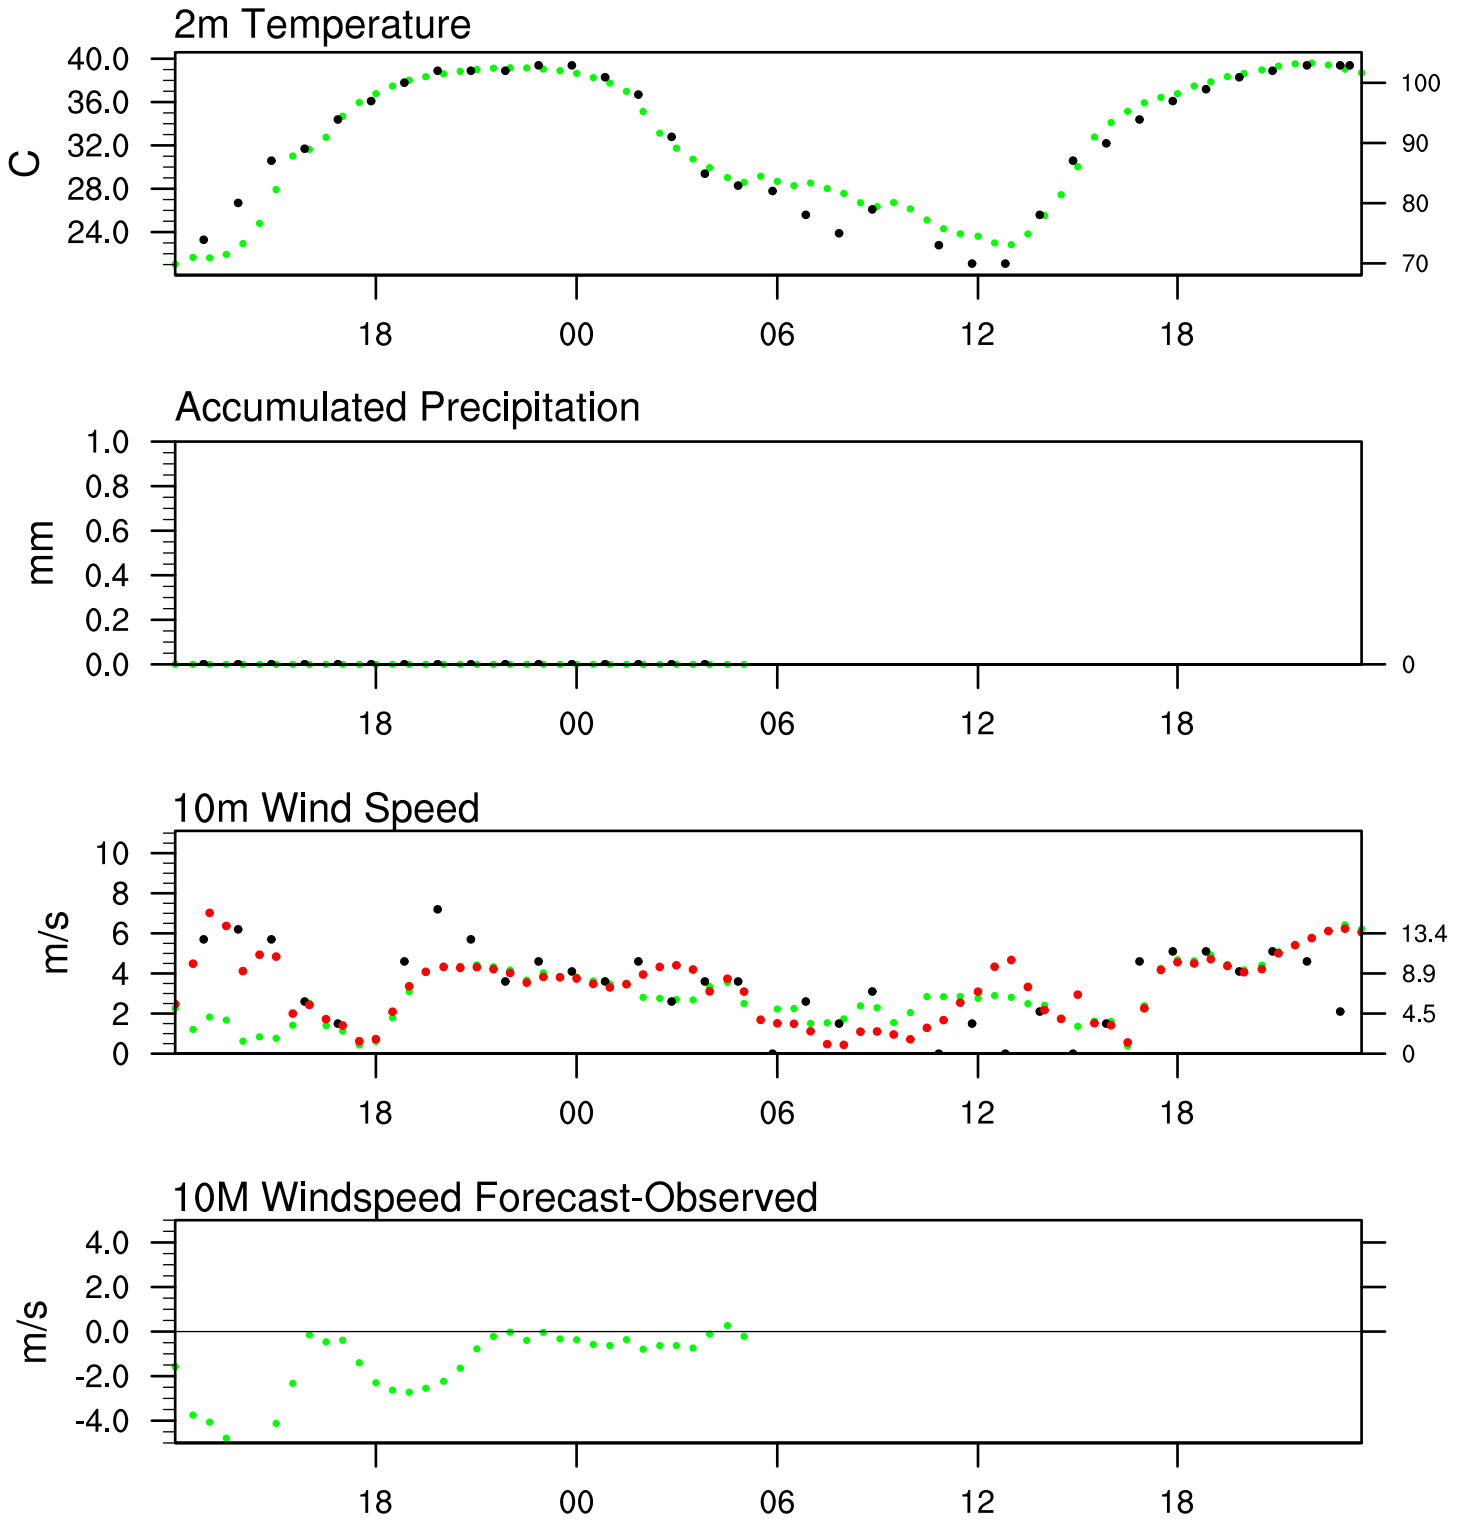 2m Temperature
40.0
36.0
32.0
28.0
24.0
C
100
90
80
70
18 00 06 12 18
Accumulated Precipitation
1.0
0.8
0.6
0.4
0.2
0.0
mm
0
18 00 06 12 18
10m Wind Speed
10
8
6
4
2
0
m/s
13.4
8.9
4.5
0
18 00 06 12 18
10M Windspeed Forecast-Observed
4.0
2.0
0.0
-2.0
-4.0
m/s
18 00 06 12 18